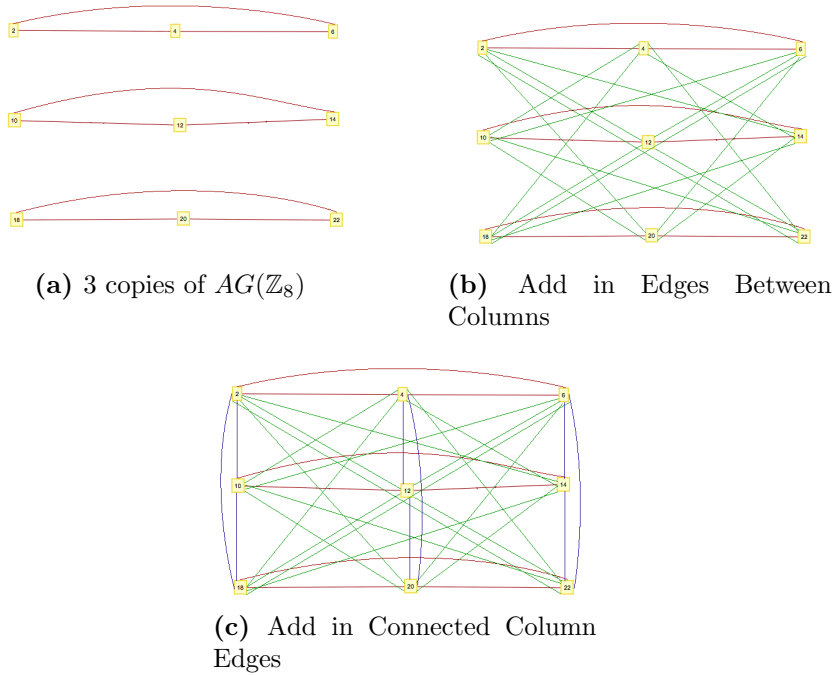 2 4 6
10 12 14
18 20 22
(a) 3 copies of $AG(\mathbb{Z}_8)$
2 4 6
10 12 14
18 20 22
(b) Add in Edges Between
Columns
2 4 6
10 12 14
18 20 22
(c) Add in Connected Column
Edges